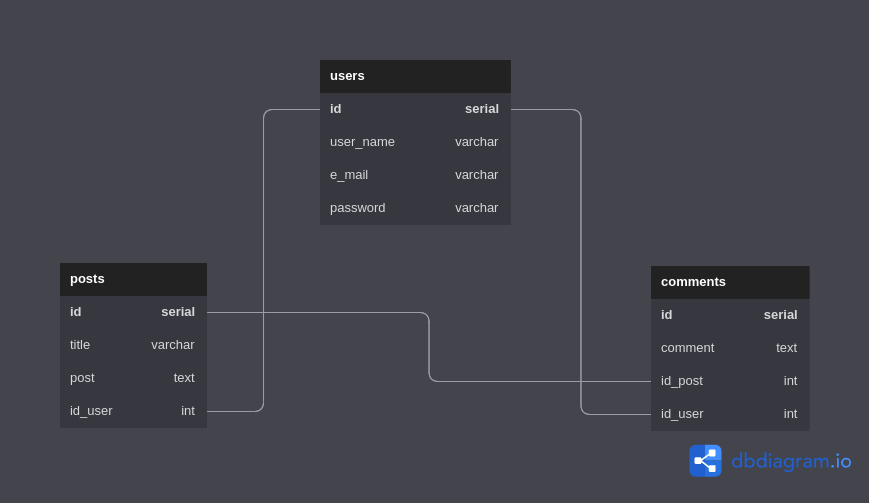 users
id serial
user_name varchar
e_mail varchar
password varchar
posts
id serial
title varchar
post text
id_user int
comments
id serial
comment text
id_post int
id_user int
dbdiagram.io